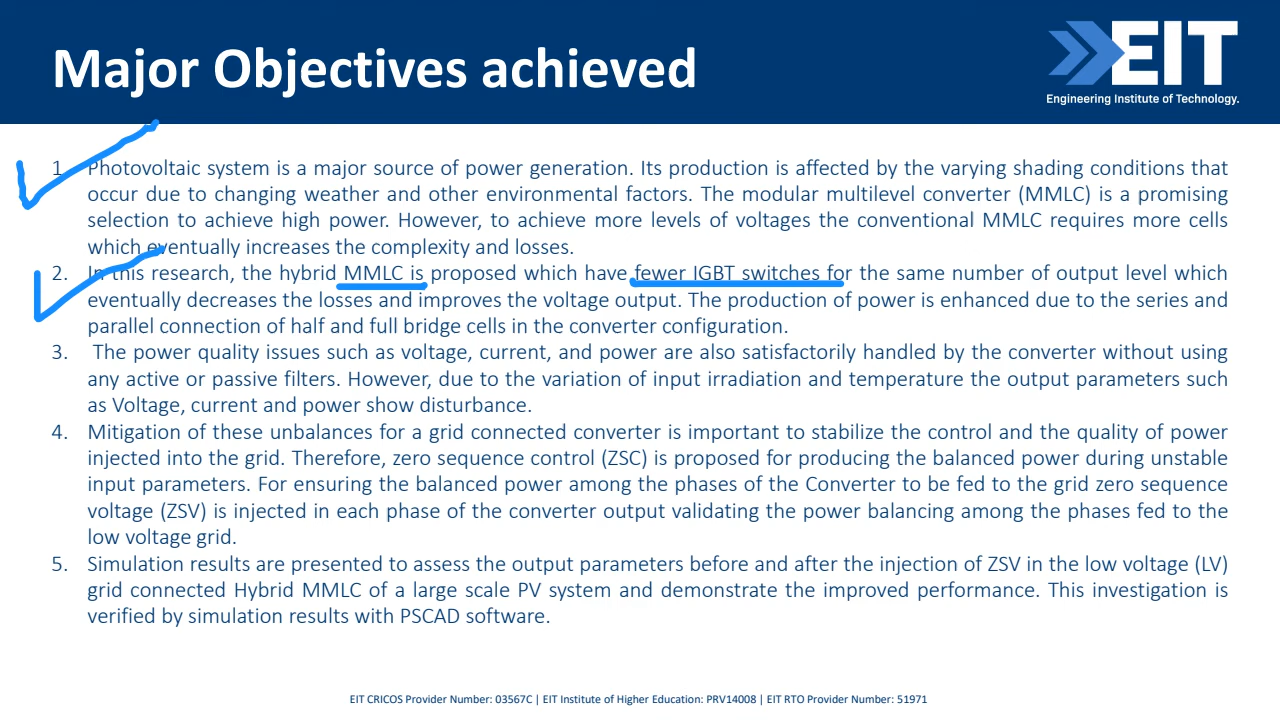 Major Objectives achieved
EIT
Engineering Institute of Technology.
1. Photovoltaic system is a major source of power generation. Its production is affected by the varying shading conditions that
occur due to changing weather and other environmental factors. The modular multilevel converter (MMLC) is a promising
selection to achieve high power. However, to achieve more levels of voltages the conventional MMLC requires more cells
which eventually increases the complexity and losses.
2. In this research, the hybrid MMLC is proposed which have fewer IGBT switches for the same number of output level which
eventually decreases the losses and improves the voltage output. The production of power is enhanced due to the series and
parallel connection of half and full bridge cells in the converter configuration.
3. The power quality issues such as voltage, current, and power are also satisfactorily handled by the converter without using
any active or passive filters. However, due to the variation of input irradiation and temperature the output parameters such
as Voltage, current and power show disturbance.
4. Mitigation of these unbalances for a grid connected converter is important to stabilize the control and the quality of power
injected into the grid. Therefore, zero sequence control (ZSC) is proposed for producing the balanced power during unstable
input parameters. For ensuring the balanced power among the phases of the Converter to be fed to the grid zero sequence
voltage (ZSV) is injected in each phase of the converter output validating the power balancing among the phases fed to the
low voltage grid.
5. Simulation results are presented to assess the output parameters before and after the injection of ZSV in the low voltage (LV)
grid connected Hybrid MMLC of a large scale PV system and demonstrate the improved performance. This investigation is
verified by simulation results with PSCAD software.
EIT CRICOS Provider Number: 03567C | EIT Institute of Higher Education: PRV14008 | EIT RTO Provider Number: 51971